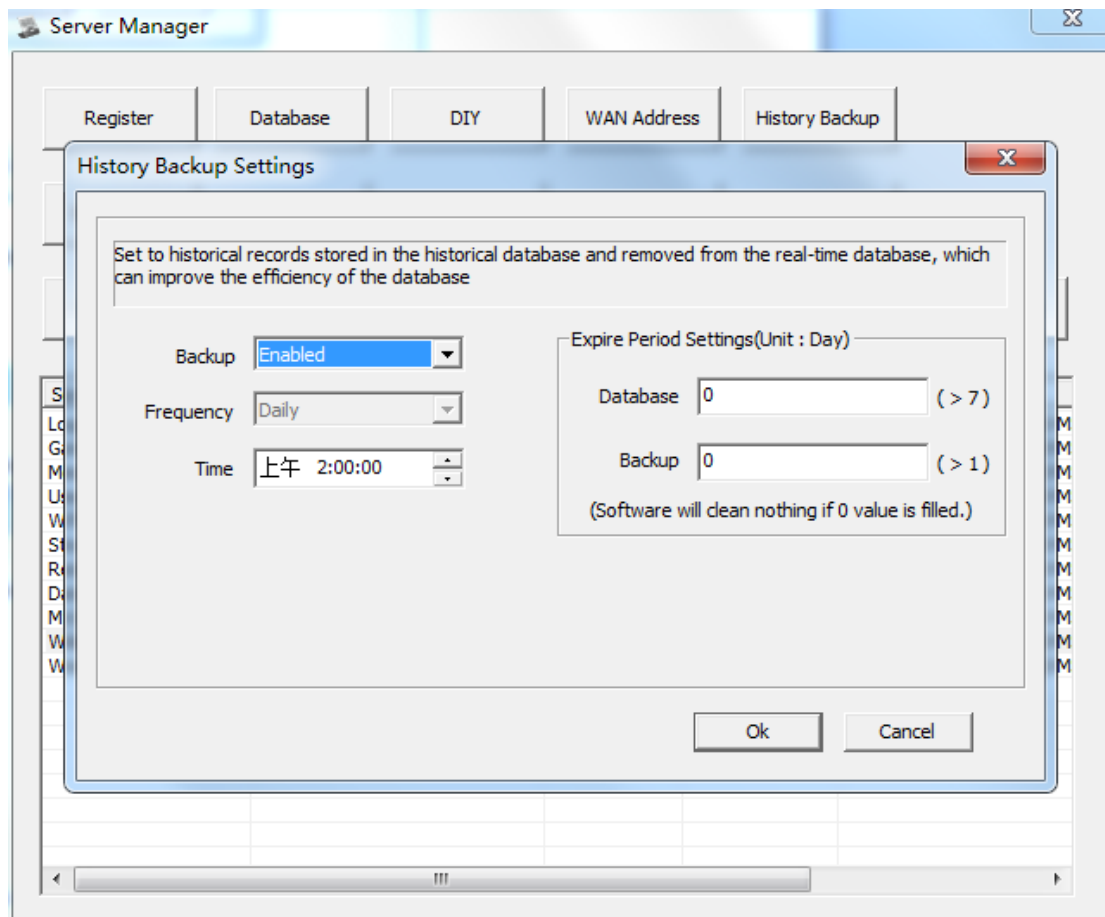 Server Manager
Register
Database
DIY
WAN Address
History Backup
History Backup Settings
Set to historical records stored in the historical database and removed from the real-time database, which
can improve the efficiency of the database
Backup
Enabled
Frequency
Daily
Time
上午 2:00:00
Expire Period Settings(Unit : Day)
Database
0
( > 7 )
Backup
0
( > 1 )
(Software will clean nothing if 0 value is filled.)
Ok
Cancel